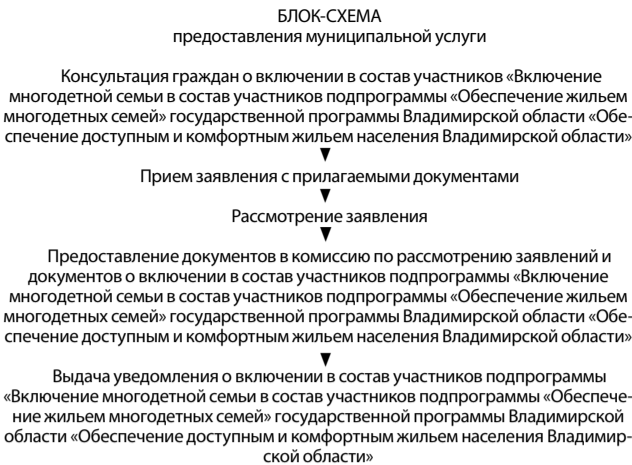 БЛОК-СХЕМА
предоставления муниципальной услуги
Консультация граждан о включении в состав участников «Включение
многодетной семьи в состав участников подпрограммы «Обеспечение жильем
многодетных семей» государственной программы Владимирской области «Обе-
спечение доступным и комфортным жильем населения Владимирской области»
Прием заявления с прилагаемыми документами
Рассмотрение заявления
Предоставление документов в комиссию по рассмотрению заявлений и
документов о включении в состав участников подпрограммы «Включение
многодетной семьи в состав участников подпрограммы «Обеспечение жильем
многодетных семей» государственной программы Владимирской области «Обе-
спечение доступным и комфортным жильем населения Владимирской области»
Выдача уведомления о включении в состав участников подпрограммы
«Включение многодетной семьи в состав участников подпрограммы «Обеспече-
ние жильем многодетных семей» государственной программы Владимирской
области «Обеспечение доступным и комфортным жильем населения Владимир-
ской области»